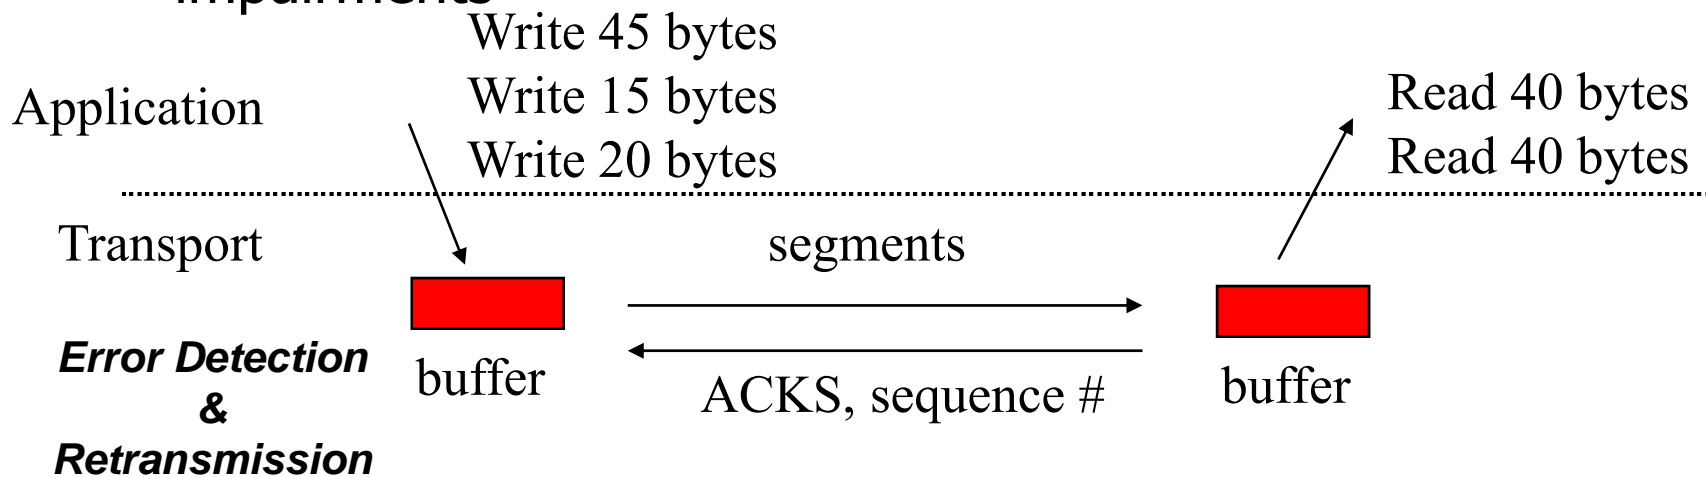 impairments
Write 45 bytes
Write 15 bytes
Write 20 bytes
Application
Read 40 bytes
Read 40 bytes
Transport
segments
Error Detection
&
Retransmission
buffer
ACKS, sequence #
buffer